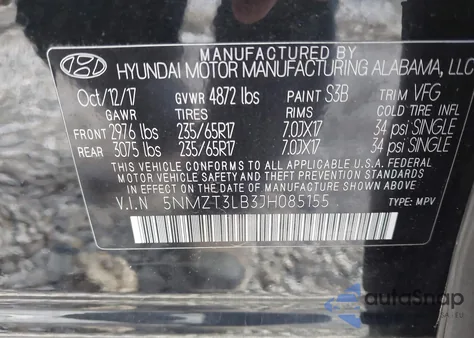 MANUFACTURED BY
HYUNDAI MOTOR MANUFACTURING ALABAMA, LLC
Oct/12/17 GVWR 4872 lbs PAINT S3B TRIM VFG
GAWR TIRES RIMS COLD TIRE INFL
FRONT 2976 lbs 235/65R17 7.0JX17 34 psi SINGLE
REAR 3075 lbs 235/65R17 7.0JX17 34 psi SINGLE
THIS VEHICLE CONFORMS TO ALL APPLICABLE U.S.A. FEDERAL
MOTOR VEHICLE SAFETY AND THEFT PREVENTION STANDARDS
IN EFFECT ON THE DATE OF MANUFACTURE SHOWN ABOVE.
V.I.N 5NMZT3LB3JH085155 TYPE: MPV
autoSnap